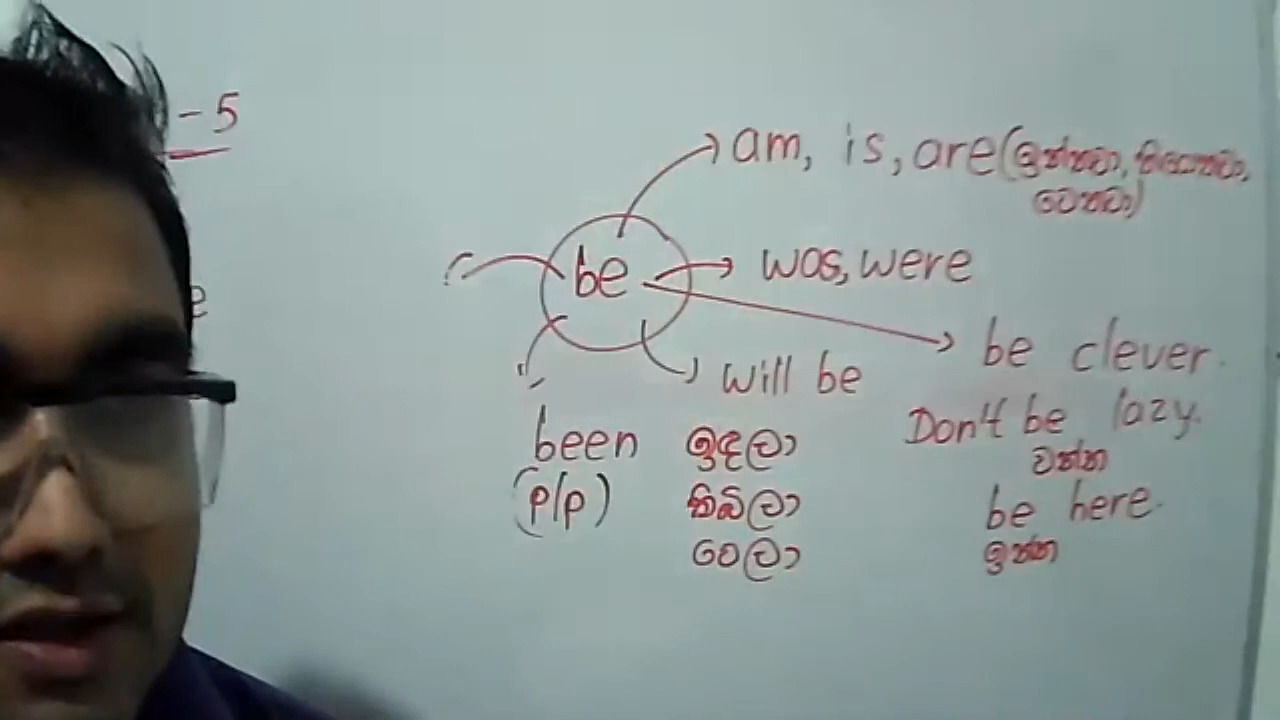 - 5
am, is, are (ඉන්නවා, තියෙනවා,
වෙනවා)
be
was, were
e
be clever.
will be
Don't be lazy.
been ඉඳලා
වන්න
(p/p) තිබිලා
be here.
වෙලා
ඉන්න